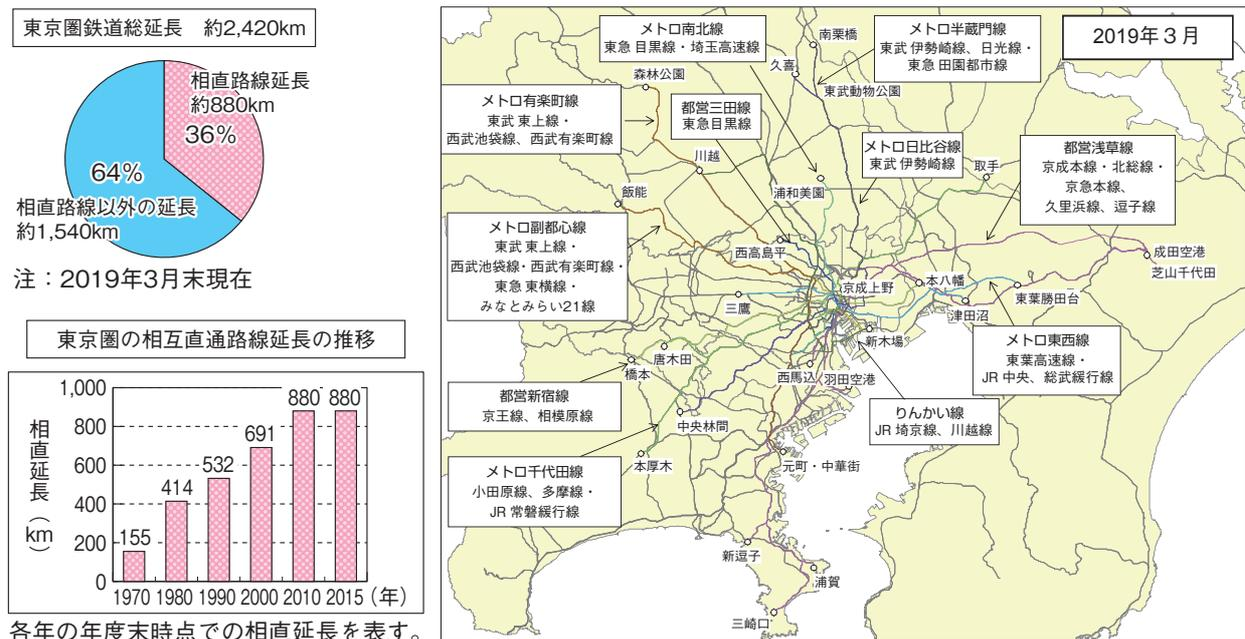 東京圏鉄道総延長 約2,420km
相直路線延長
約880km
36%
64%
相直路線以外の延長
約1,540km
注：2019年3月末現在
東京圏の相互直通路線延長の推移
相直延長（km）
1,000
800
600
400
200
0
155
414
532
691
880
880
1970 1980 1990 2000 2010 2015（年）
各年の年度末時点での相直延長を表す。
2019年３月
メトロ南北線
東急 目黒線・埼玉高速線
南栗橋
メトロ半蔵門線
東武 伊勢崎線、日光線・
東急 田園都市線
久喜
森林公園
東武動物公園
メトロ有楽町線
東武 東上線・
西武池袋線、西武有楽町線
都営三田線
東急目黒線
メトロ日比谷線
東武 伊勢崎線
都営浅草線
京成本線・北総線・
京急本線、
久里浜線、逗子線
川越
取手
飯能
浦和美園
メトロ副都心線
東武 東上線・
西武池袋線・西武有楽町線・
東急 東横線・
みなとみらい21線
西高島平
成田空港
芝山千代田
京成上野
本八幡
東葉勝田台
三鷹
津田沼
新木場
メトロ東西線
東葉高速線・
JR 中央、総武緩行線
唐木田
橋本
西馬込
羽田空港
都営新宿線
京王線、相模原線
中央林間
りんかい線
JR 埼京線、川越線
本厚木
元町・中華街
メトロ千代田線
小田原線、多摩線・
JR 常磐緩行線
新逗子
浦賀
三崎口